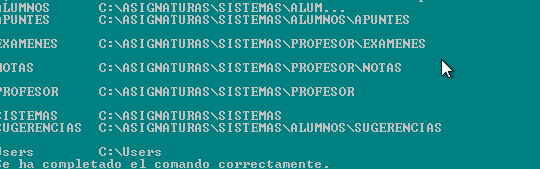 ALUMNOS C:\ASIGNATURAS\SISTEMAS\ALUM...
APUNTES C:\ASIGNATURAS\SISTEMAS\ALUMNOS\APUNTES
EXAMENES C:\ASIGNATURAS\SISTEMAS\PROFESOR\EXAMENES
NOTAS C:\ASIGNATURAS\SISTEMAS\PROFESOR\NOTAS
PROFESOR C:\ASIGNATURAS\SISTEMAS\PROFESOR
SISTEMAS C:\ASIGNATURAS\SISTEMAS
SUGERENCIAS C:\ASIGNATURAS\SISTEMAS\ALUMNOS\SUGERENCIAS
Users C:\Users
Se ha completado el comando correctamente.